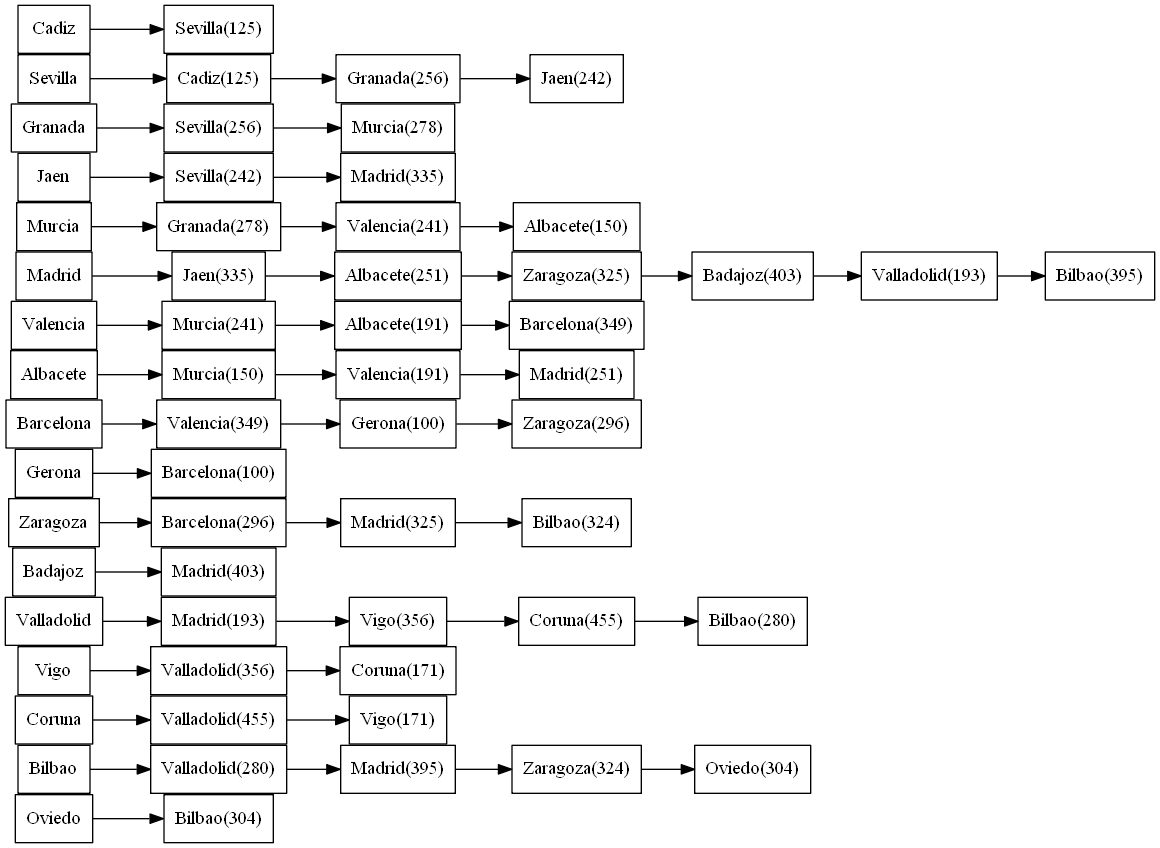 Cadiz Sevilla(125)
Sevilla Cadiz(125) Granada(256) Jaen(242)
Granada Sevilla(256) Murcia(278)
Jaen Sevilla(242) Madrid(335)
Murcia Granada(278) Valencia(241) Albacete(150)
Madrid Jaen(335) Albacete(251) Zaragoza(325) Badajoz(403) Valladolid(193) Bilbao(395)
Valencia Murcia(241) Albacete(191) Barcelona(349)
Albacete Murcia(150) Valencia(191) Madrid(251)
Barcelona Valencia(349) Gerona(100) Zaragoza(296)
Gerona Barcelona(100)
Zaragoza Barcelona(296) Madrid(325) Bilbao(324)
Badajoz Madrid(403)
Valladolid Madrid(193) Vigo(356) Coruna(455) Bilbao(280)
Vigo Valladolid(356) Coruna(171)
Coruna Valladolid(455) Vigo(171)
Bilbao Valladolid(280) Madrid(395) Zaragoza(324) Oviedo(304)
Oviedo Bilbao(304)